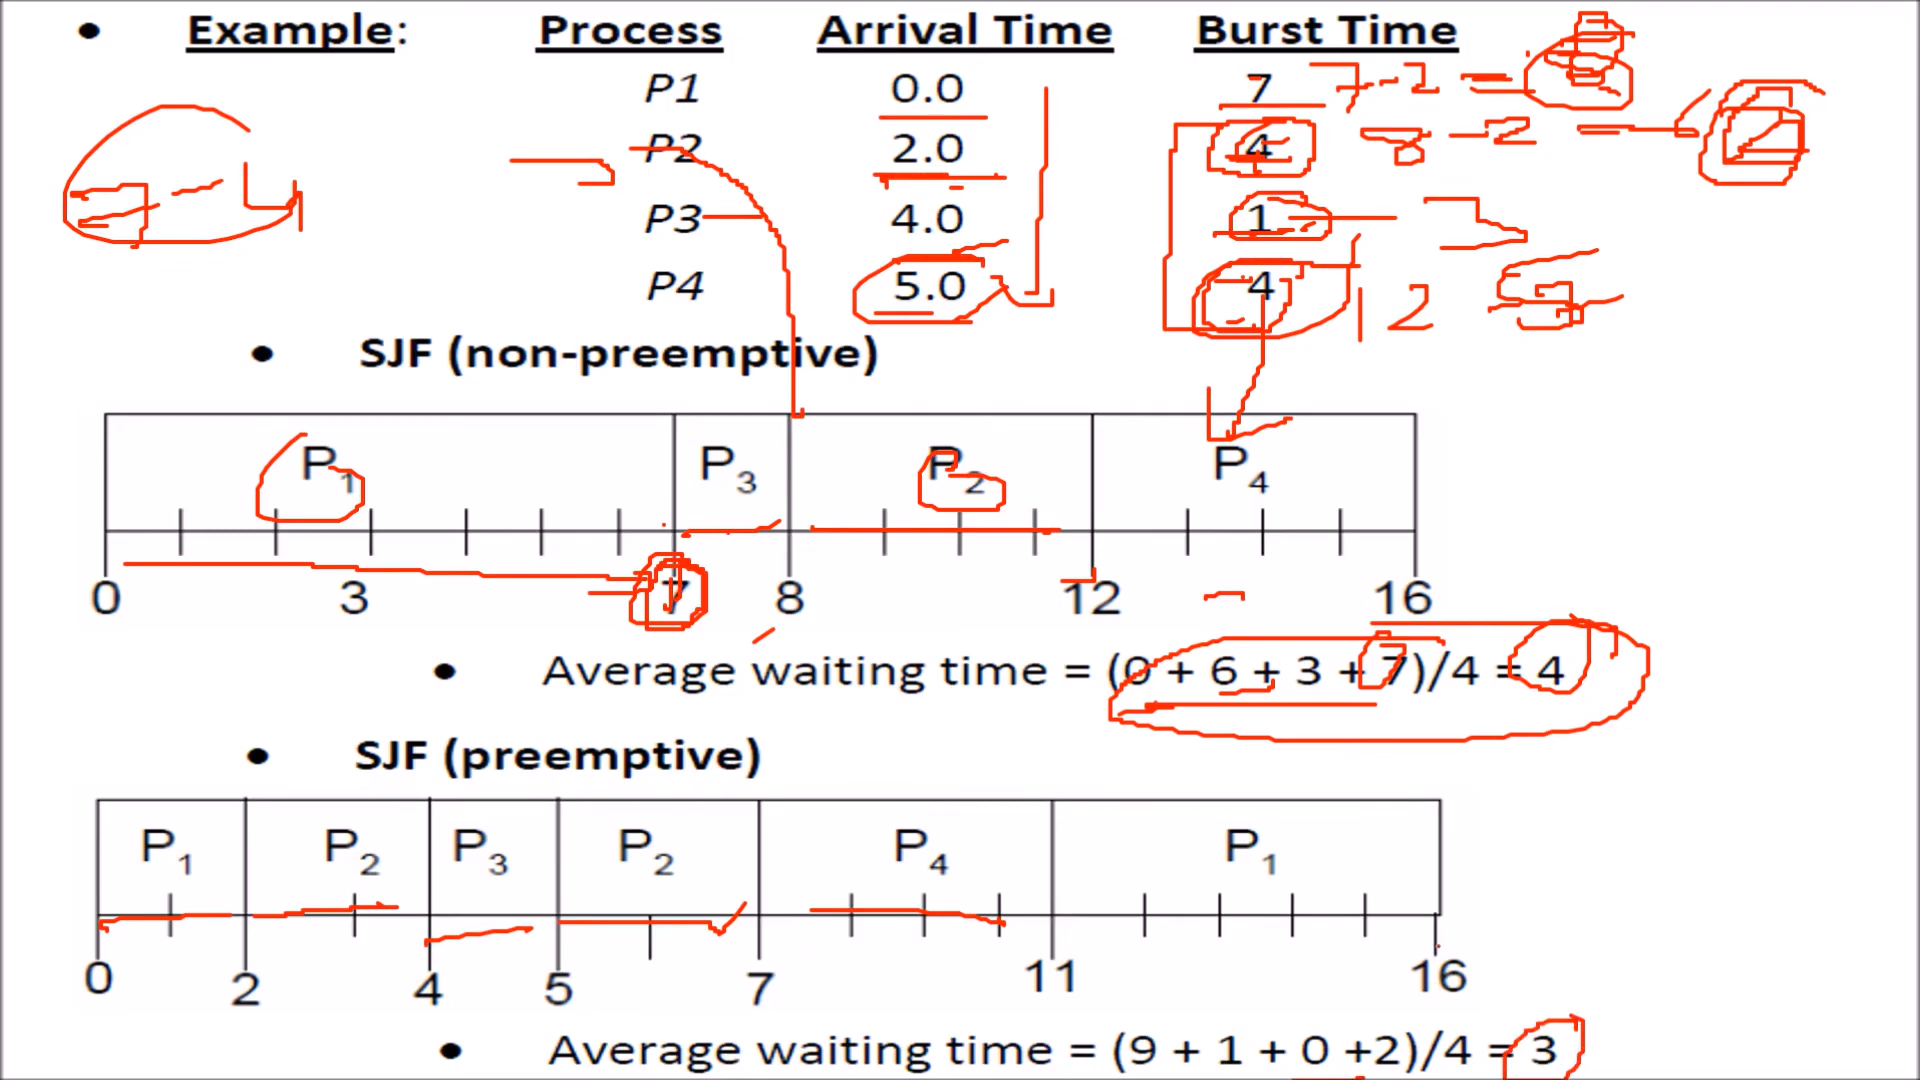 • Example: Process Arrival Time Burst Time
P1 0.0 7 7-2 =
P2 2.0 4 - 2 =
P3 4.0 1
P4 5.0 4
• SJF (non-preemptive)
P1 P3 P2 P4
0 3 7 8 12 16
• Average waiting time = (0 + 6 + 3 + 7)/4 = 4
• SJF (preemptive)
P1 P2 P3 P2 P4 P1
0 2 4 5 7 11 16
• Average waiting time = (9 + 1 + 0 +2)/4 = 3